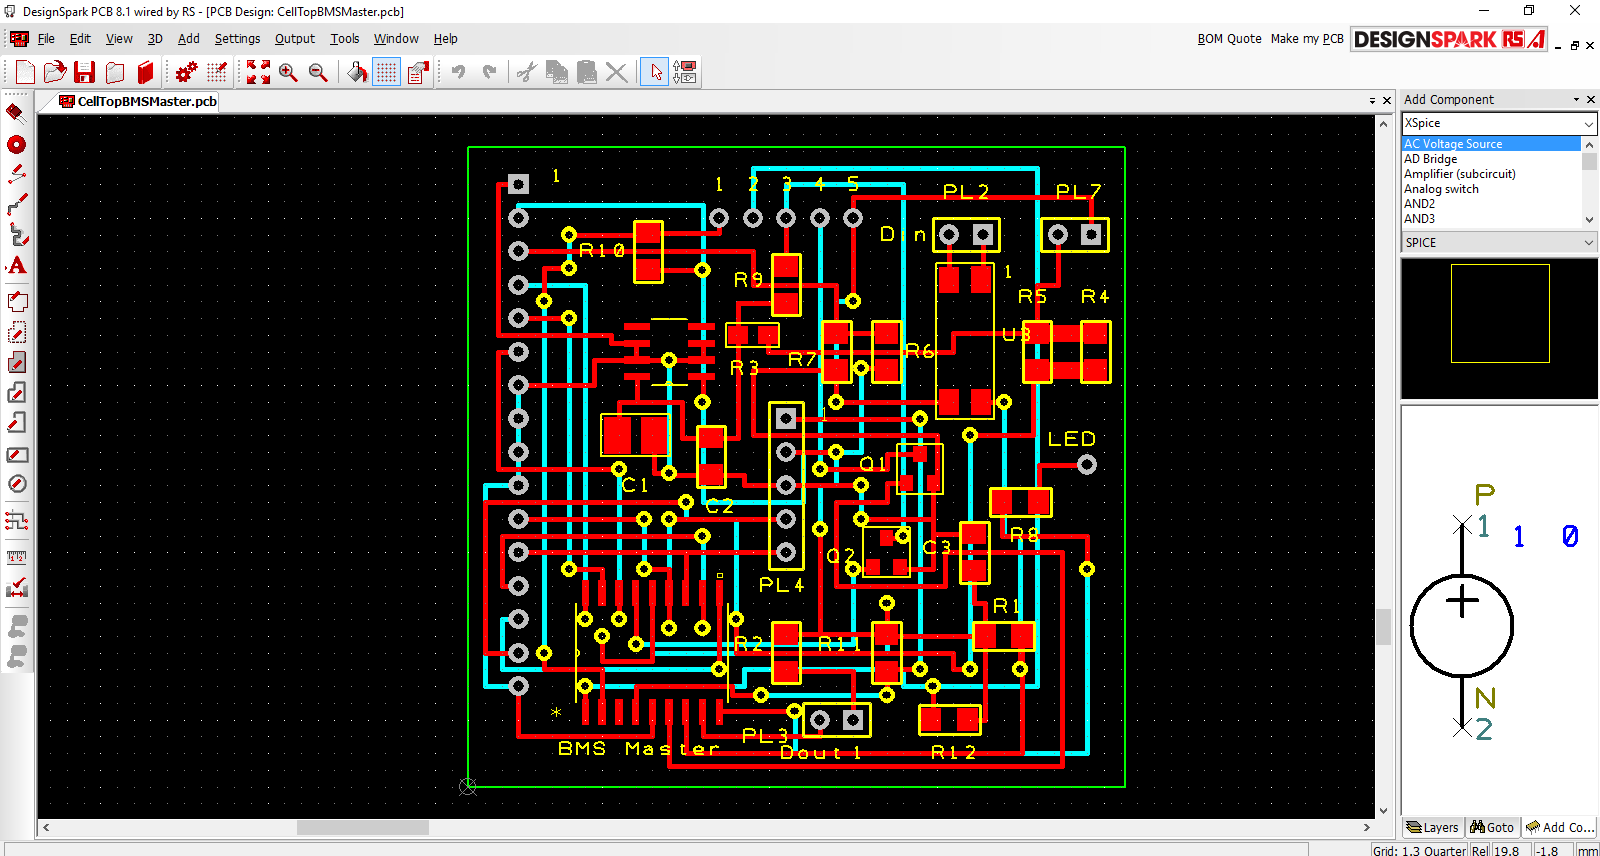 DesignSpark PCB 8.1 wired by RS - [PCB Design: CellTopBMSMaster.pcb]
File Edit View 3D Add Settings Output Tools Window Help
BOM Quote Make my PCB DESIGNSPARK RS
CellTopBMSMaster.pcb
Add Component
XSpice
AC Voltage Source
AD Bridge
Amplifier (subcircuit)
Analog switch
AND2
AND3
SPICE
1
1 2 3 4 5
PL2 PL7
Din
R10
R9
1
R5 R4
U3
R6
R7
R3
1
LED
Q1
C1
C2
R8
C3
Q2
PL4
R1
R2 R11
*
PL3
BMS Master
Dout 1
R12
P
1
1 0
N
2
Layers Goto Add Co...
Grid: 1.3 Quarter Rel 19.8 -1.8 mm